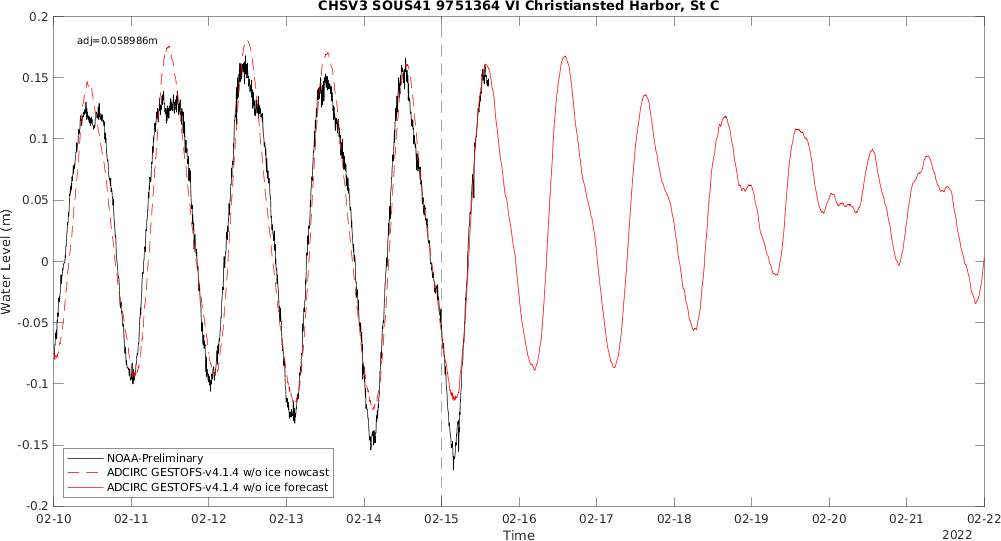 CHSV3 SOUS41 9751364 VI Christiansted Harbor, St C
adj=0.058986m
0.2
0.15
0.1
0.05
0
-0.05
-0.1
-0.15
-0.2
Water Level (m)
NOAA-Preliminary
ADCIRC GESTOFS-v4.1.4 w/o ice nowcast
ADCIRC GESTOFS-v4.1.4 w/o ice forecast
02-10 02-11 02-12 02-13 02-14 02-15 02-16 02-17 02-18 02-19 02-20 02-21 02-22
Time
2022